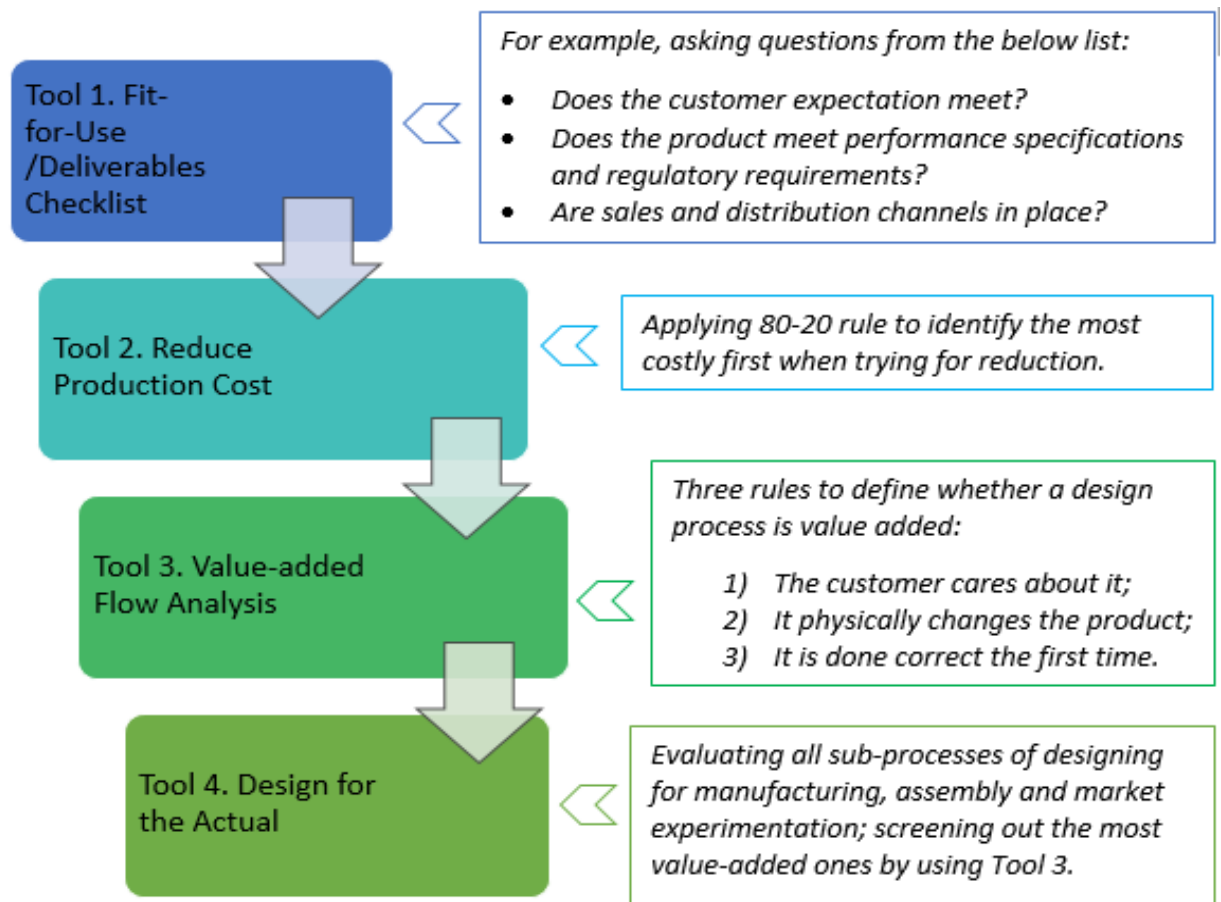 For example, asking questions from the below list:
Tool 1. Fit-
for-Use
/Deliverables
Checklist
• Does the customer expectation meet?
• Does the product meet performance specifications
and regulatory requirements?
• Are sales and distribution channels in place?
Tool 2. Reduce
Production Cost
Applying 80-20 rule to identify the most
costly first when trying for reduction.
Tool 3. Value-added
Flow Analysis
Three rules to define whether a design
process is value added:
1) The customer cares about it;
2) It physically changes the product;
3) It is done correct the first time.
Tool 4. Design for
the Actual
Evaluating all sub-processes of designing
for manufacturing, assembly and market
experimentation; screening out the most
value-added ones by using Tool 3.